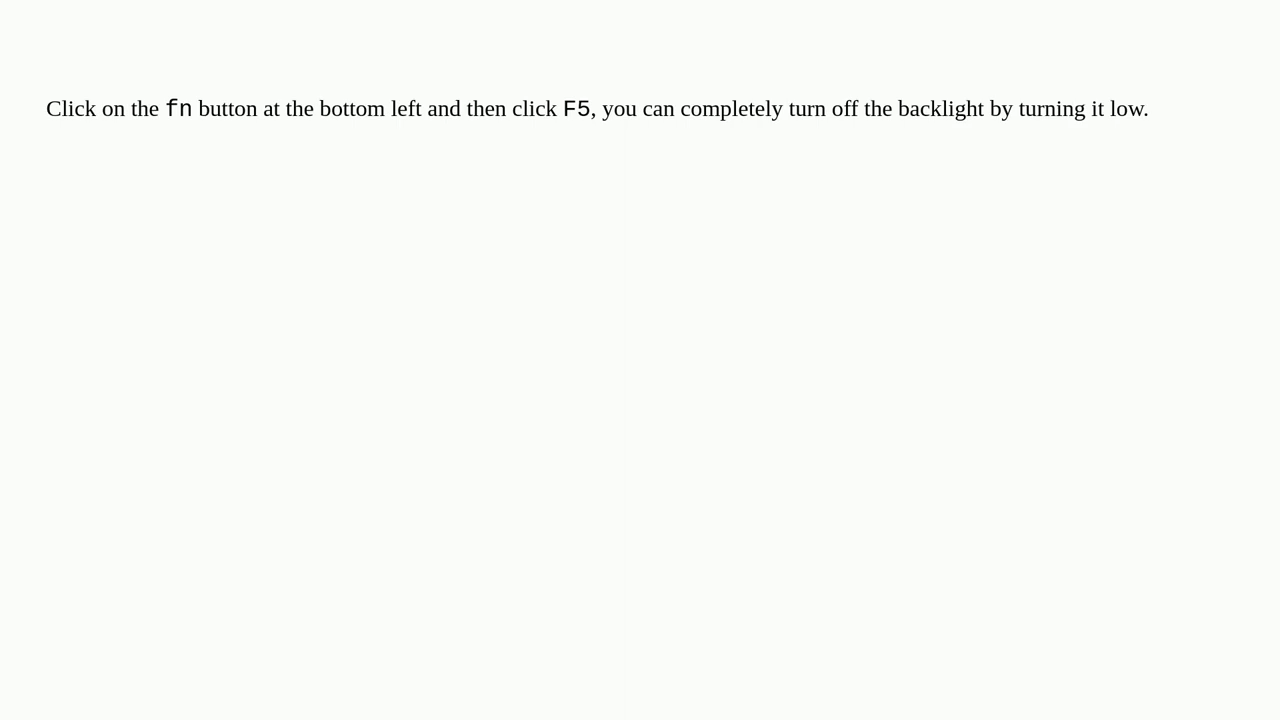 Click on the fn button at the bottom left and then click F5, you can completely turn off the backlight by turning it low.